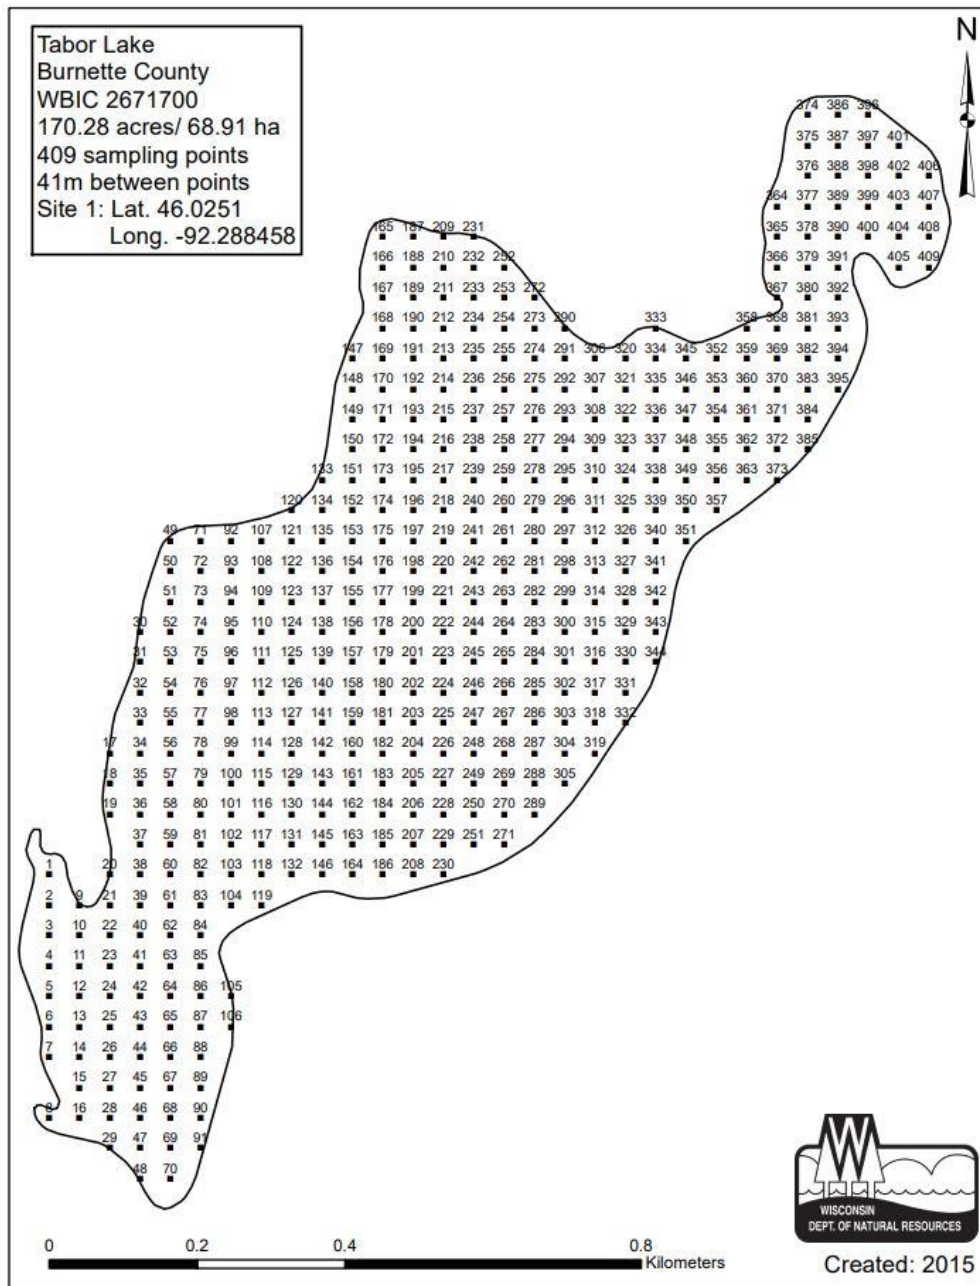 Tabor Lake
Burnette County
WBIC 2671700
170.28 acres/ 68.91 ha
409 sampling points
41m between points
Site 1: Lat. 46.0251
Long. -92.288458
N
374 386 396
375 387 397 401
376 388 398 402 406
364 377 389 399 403 407
165 187 209 231 365 378 390 400 404 408
166 188 210 232 252 366 379 391 405 409
167 189 211 233 253 272 367 380 392
168 190 212 234 254 273 290 333 358 368 381 393
147 169 191 213 235 255 274 291 306 320 334 345 352 359 369 382 394
148 170 192 214 236 256 275 292 307 321 335 346 353 360 370 383 395
149 171 193 215 237 257 276 293 308 322 336 347 354 361 371 384
150 172 194 216 238 258 277 294 309 323 337 348 355 362 372 385
133 151 173 195 217 239 259 278 295 310 324 338 349 356 363 373
120 134 152 174 196 218 240 260 279 296 311 325 339 350 357
49 71 92 107 121 135 153 175 197 219 241 261 280 297 312 326 340 351
50 72 93 108 122 136 154 176 198 220 242 262 281 298 313 327 341
51 73 94 109 123 137 155 177 199 221 243 263 282 299 314 328 342
30 52 74 95 110 124 138 156 178 200 222 244 264 283 300 315 329 343
31 53 75 96 111 125 139 157 179 201 223 245 265 284 301 316 330 344
32 54 76 97 112 126 140 158 180 202 224 246 266 285 302 317 331
33 55 77 98 113 127 141 159 181 203 225 247 267 286 303 318 332
17 34 56 78 99 114 128 142 160 182 204 226 248 268 287 304 319
18 35 57 79 100 115 129 143 161 183 205 227 249 269 288 305
19 36 58 80 101 116 130 144 162 184 206 228 250 270 289
37 59 81 102 117 131 145 163 185 207 229 251 271
1 20 38 60 82 103 118 132 146 164 186 208 230
2 9 21 39 61 83 104 119
3 10 22 40 62 84
4 11 23 41 63 85
5 12 24 42 64 86 105
6 13 25 43 65 87 106
7 14 26 44 66 88
15 27 45 67 89
8 16 28 46 68 90
29 47 69 91
48 70
W
WISCONSIN
DEPT. OF NATURAL RESOURCES
0 0.2 0.4 0.8
Kilometers
Created: 2015